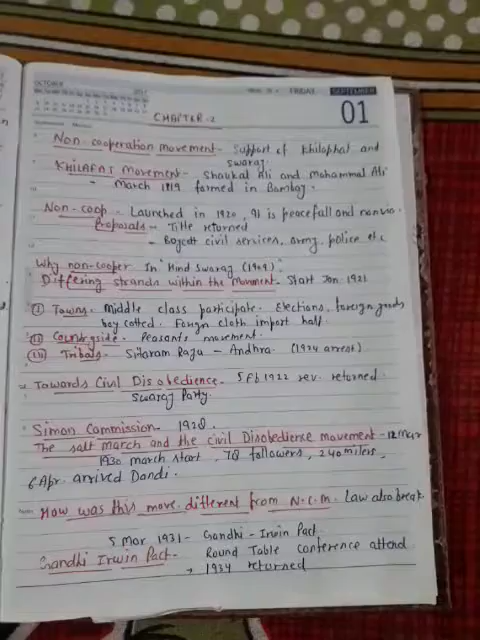 OCTOBER
FRIDAY
SEPTEMBER
01
CHAPTER-2
Non-cooperation movement - Support of Khilaphat and
swaraj.
KHILAFAT Movement - Shaukat Ali and Mohammal Ali
- March 1919 formed in Bombay.
Non-coop - Launched in 1920, It is peacefall and
Proposals - Title returned
- Boycott civil services, army, police etc
Why non-cooper In "Hind Swaraj (1909)".
Differing strands within the movment. Start Jan. 1921
(i) Towns: Middle class participate. Elections, foreign goods
boycotted. Foreign cloth import half.
(ii) Countryside. Peasants movement.
(iii) Tribals - Sitaram Raju - Andhra. (1924 arrest)
Towards Civil Disobedience - 5 Fb 1922 rev. returned.
Swaraj Party.
Simon Commission - 1928.
The salt march and the civil Disobedience movement - 12 Mar
1930 march start, 78 followers, 240 milers,
6 Apr. arrived Dandi.
How was this move. different from N.C.M. Law also break.
5 Mar 1931 - Gandhi - Irwin Pact.
Gandhi Irwin Pact - Round Table conference attend
1934 returned